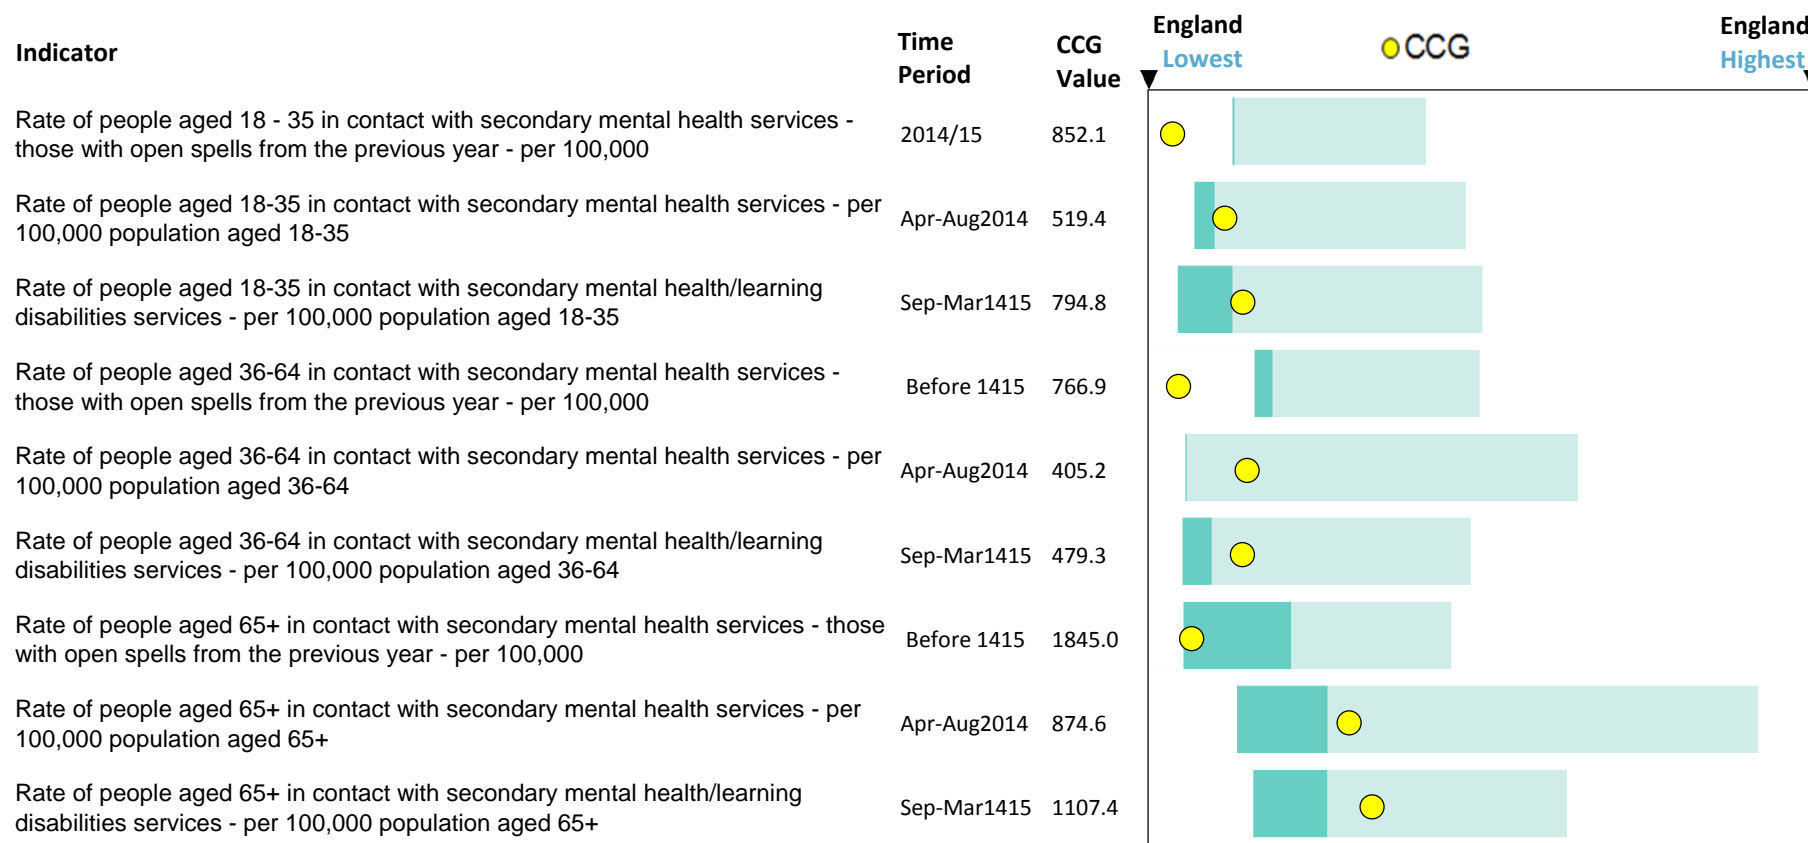 Indicator
Time
Period
CCG
Value
England
Lowest
CCG
England
Highest
Rate of people aged 18 - 35 in contact with secondary mental health services -
those with open spells from the previous year - per 100,000
2014/15
852.1
Rate of people aged 18-35 in contact with secondary mental health services - per
100,000 population aged 18-35
Apr-Aug2014
519.4
Rate of people aged 18-35 in contact with secondary mental health/learning
disabilities services - per 100,000 population aged 18-35
Sep-Mar1415
794.8
Rate of people aged 36-64 in contact with secondary mental health services -
those with open spells from the previous year - per 100,000
Before 1415
766.9
Rate of people aged 36-64 in contact with secondary mental health services - per
100,000 population aged 36-64
Apr-Aug2014
405.2
Rate of people aged 36-64 in contact with secondary mental health/learning
disabilities services - per 100,000 population aged 36-64
Sep-Mar1415
479.3
Rate of people aged 65+ in contact with secondary mental health services - those
with open spells from the previous year - per 100,000
Before 1415
1845.0
Rate of people aged 65+ in contact with secondary mental health services - per
100,000 population aged 65+
Apr-Aug2014
874.6
Rate of people aged 65+ in contact with secondary mental health/learning
disabilities services - per 100,000 population aged 65+
Sep-Mar1415
1107.4